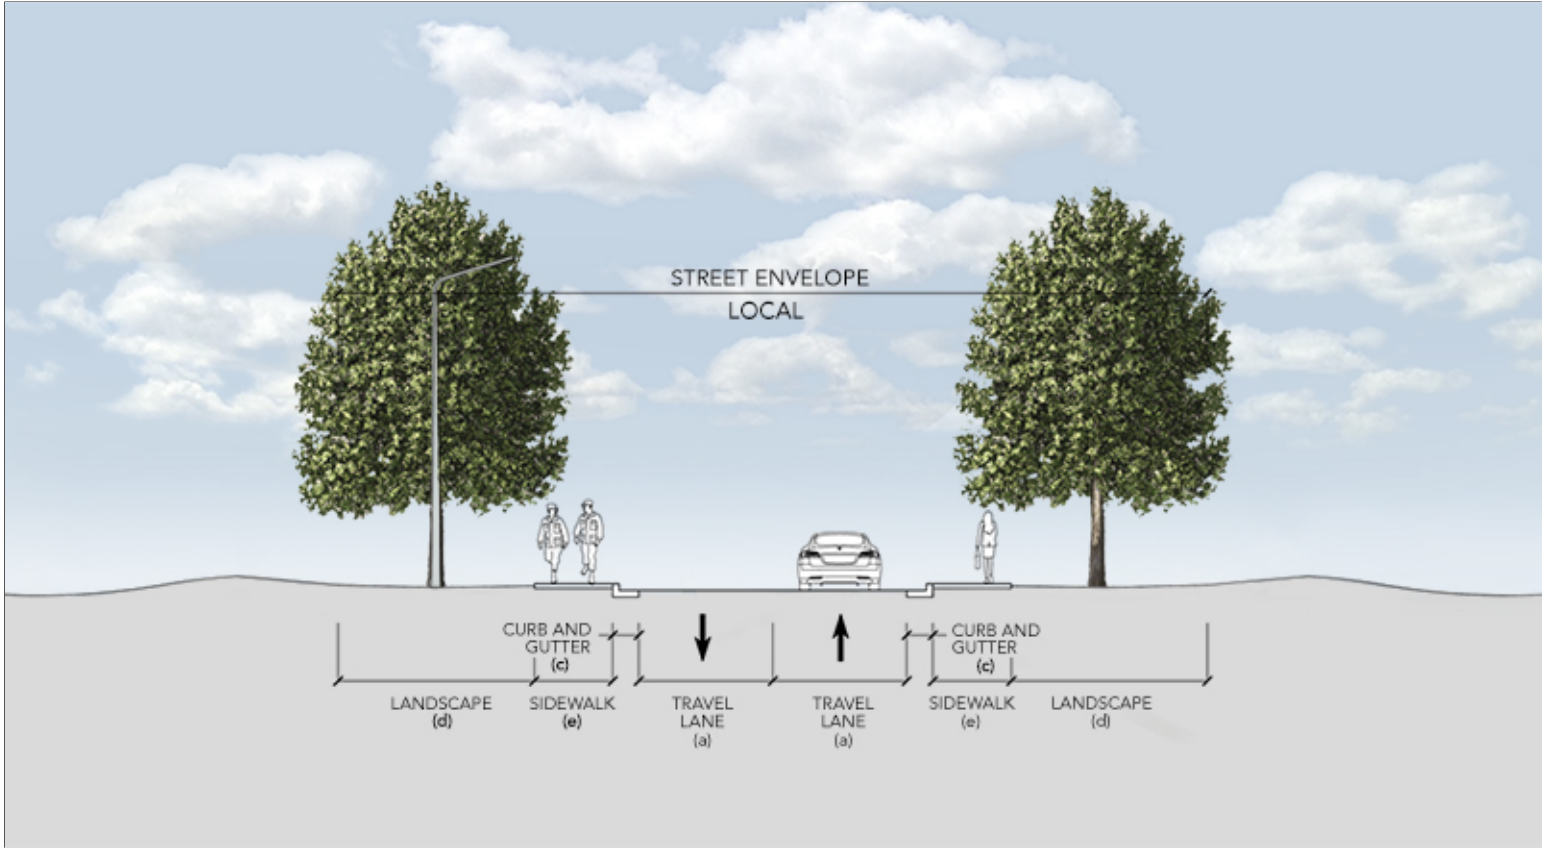 STREET ENVELOPE
LOCAL
CURB AND
GUTTER
(c)
CURB AND
GUTTER
(c)
LANDSCAPE
(d)
SIDEWALK
(e)
TRAVEL
LANE
(a)
TRAVEL
LANE
(a)
SIDEWALK
(e)
LANDSCAPE
(d)